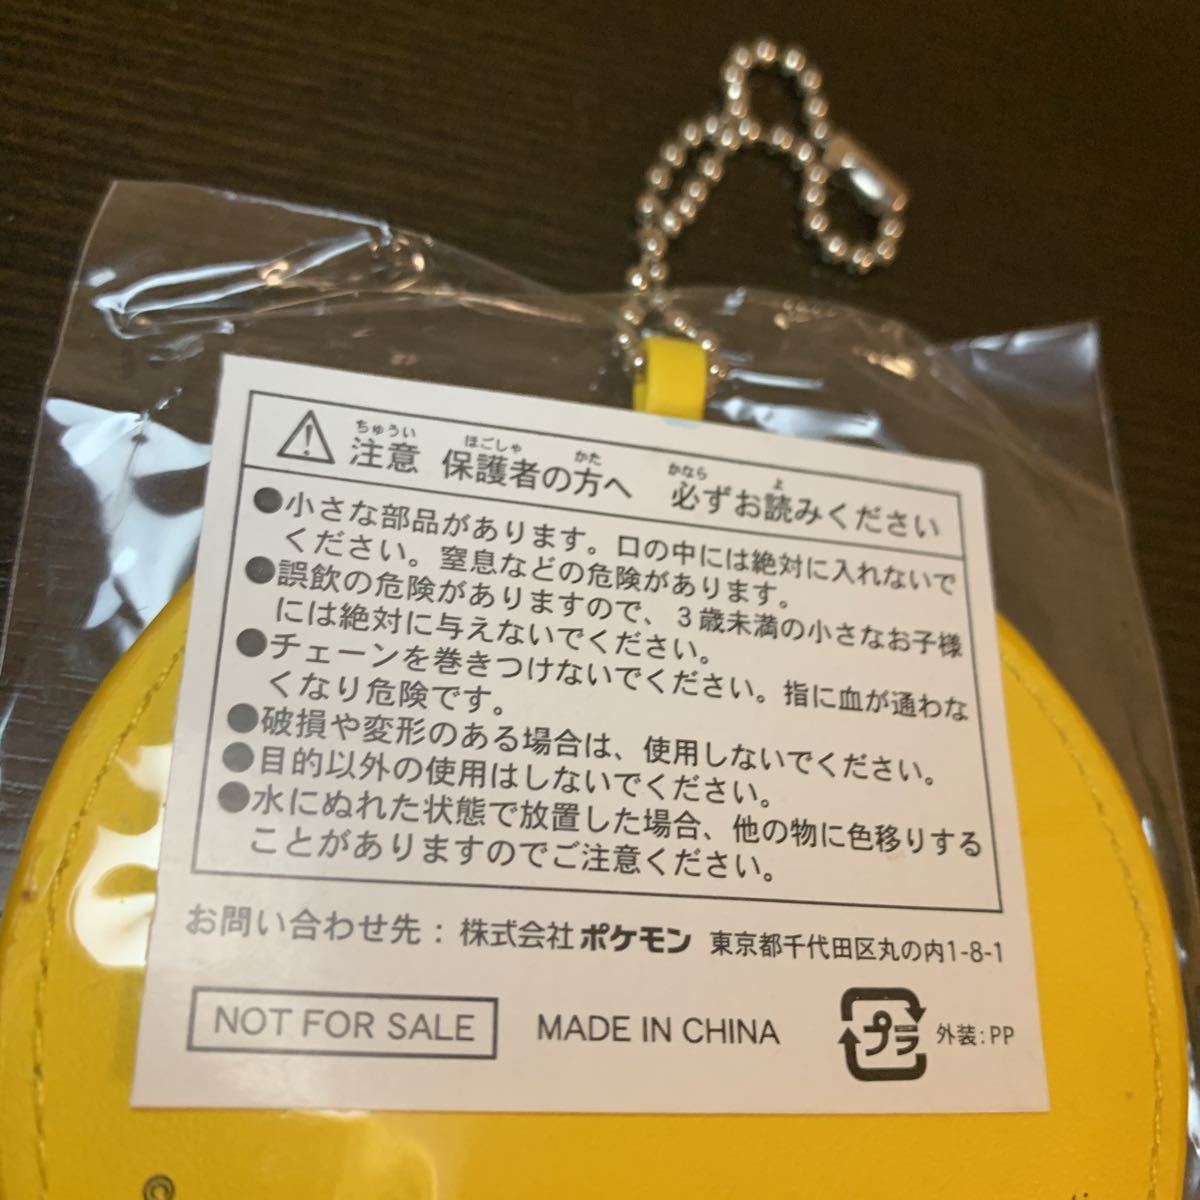 ちゅうい ほごしゃ かた かなら よ
注意 保護者の方へ 必ずお読みください
●小さな部品があります。口の中には絶対に入れないで
ください。窒息などの危険があります。
●誤飲の危険がありますので、3歳未満の小さなお子様
には絶対に与えないでください。
●チェーンを巻きつけないでください。指に血が通わな
くなり危険です。
●破損や変形のある場合は、使用しないでください。
●目的以外の使用はしないでください。
●水にぬれた状態で放置した場合、他の物に色移りする
ことがありますのでご注意ください。
お問い合わせ先：株式会社ポケモン 東京都千代田区丸の内1-8-1
NOT FOR SALE MADE IN CHINA プラ 外装:PP